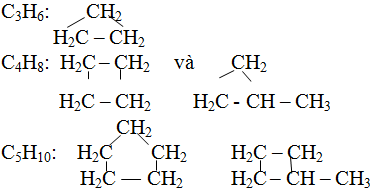 C3H6: CH2
H2C – CH2
C4H8: H2C – CH2 và CH2
H2C – CH2 H2C - CH – CH3
CH2
C5H10: H2C CH2 H2C – CH2
H2C — CH2 H2C – CH – CH3